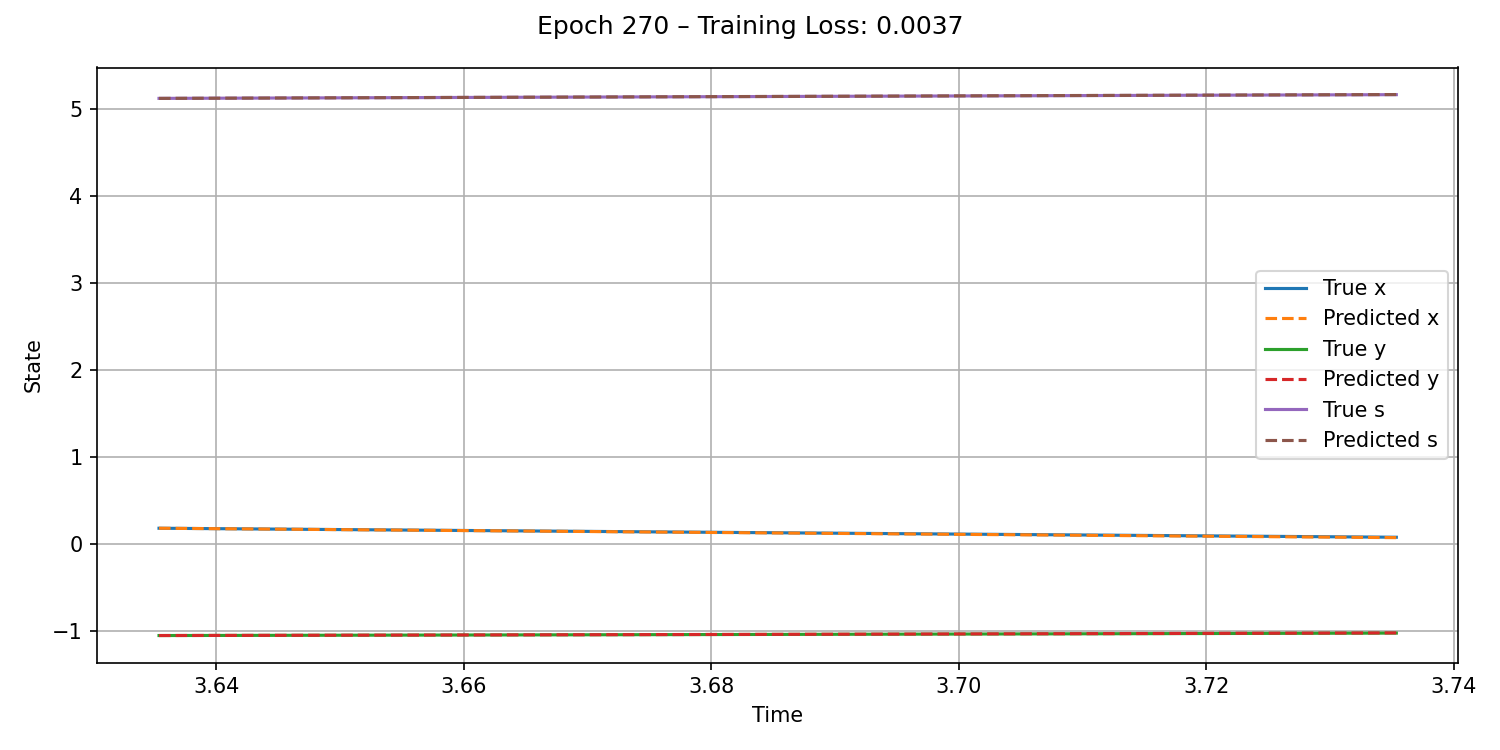 Epoch 270 – Training Loss: 0.0037
State
5
4
3
2
1
0
−1
True x
Predicted x
True y
Predicted y
True s
Predicted s
3.64 3.66 3.68 3.70 3.72 3.74
Time